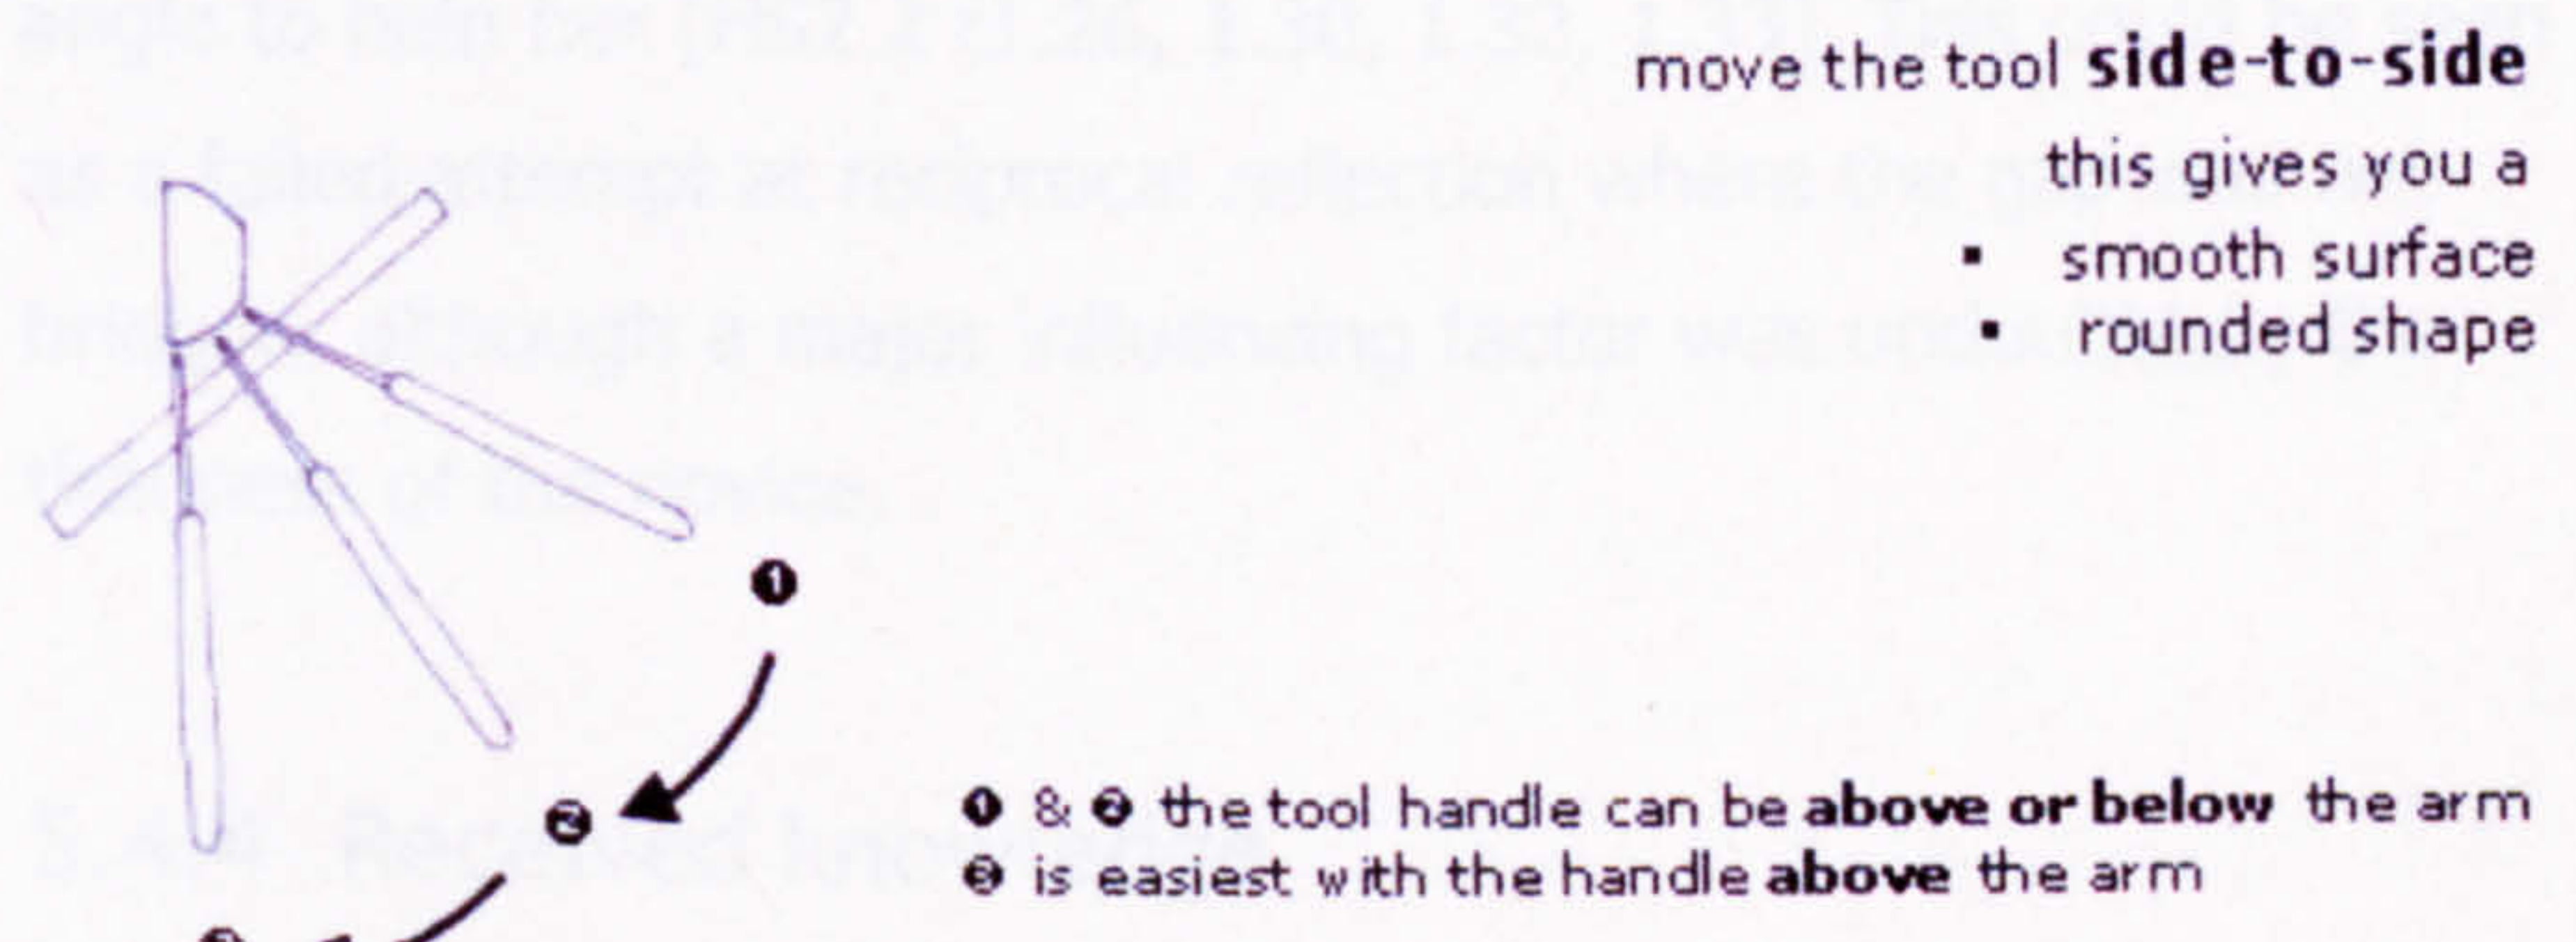 move the tool side-to-side
this gives you a
▪ smooth surface
▪ rounded shape
❶
❷
❶ & ❷ the tool handle can be above or below the arm
❸ is easiest with the handle above the arm